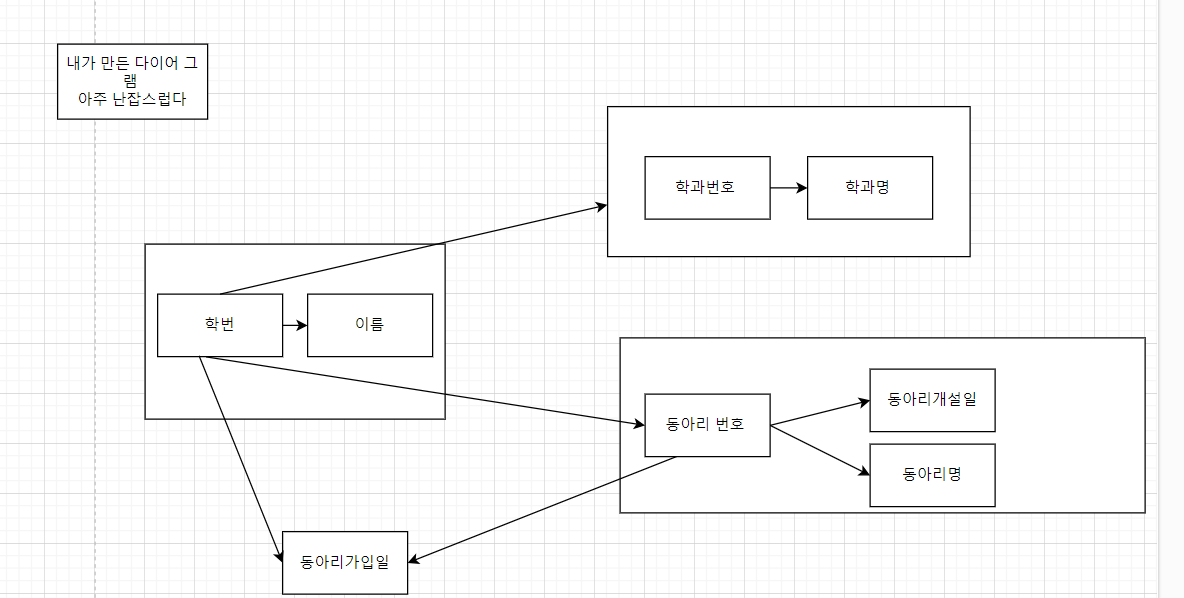 내가 만든 다이어 그
램
아주 난잡스럽다
학과번호
학과명
학번
이름
동아리 번호
동아리개설일
동아리명
동아리가입일